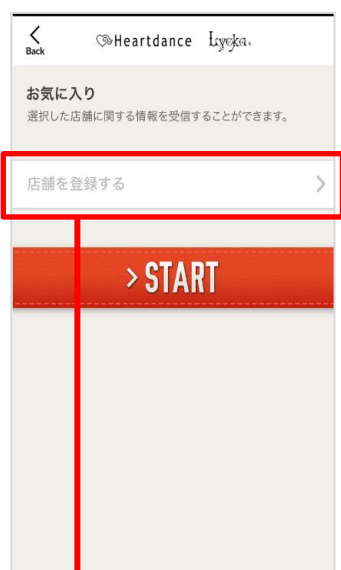 Back
Heartdance Lycka.
お気に入り
選択した店舗に関する情報を受信することができます。
店舗を登録する
> START